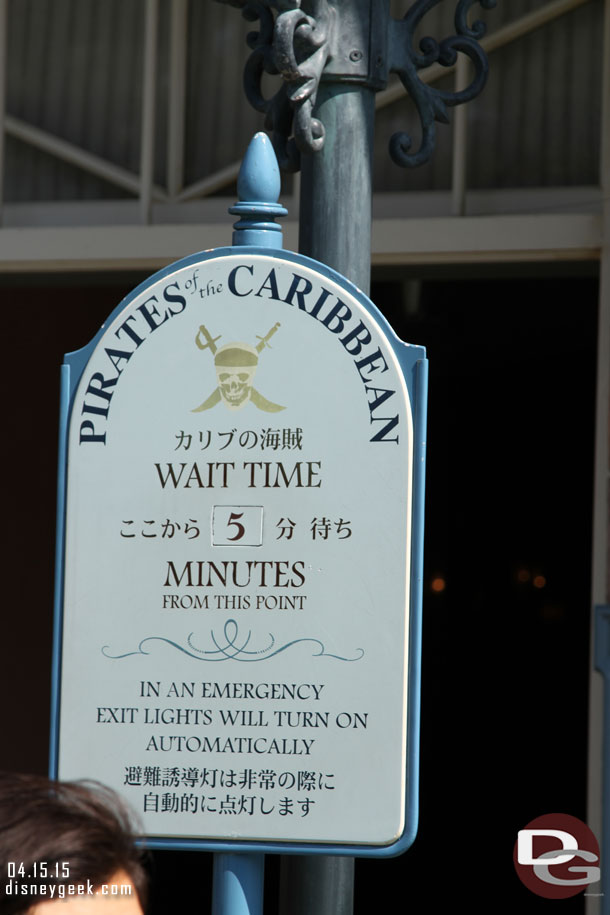 PIRATES of the CARIBBEAN
カリブの海賊
WAIT TIME
ここから 5 分 待ち
MINUTES
FROM THIS POINT
IN AN EMERGENCY
EXIT LIGHTS WILL TURN ON
AUTOMATICALLY
避難誘導灯は非常の際に
自動的に点灯します
04.15.15
disneygeek.com
DG